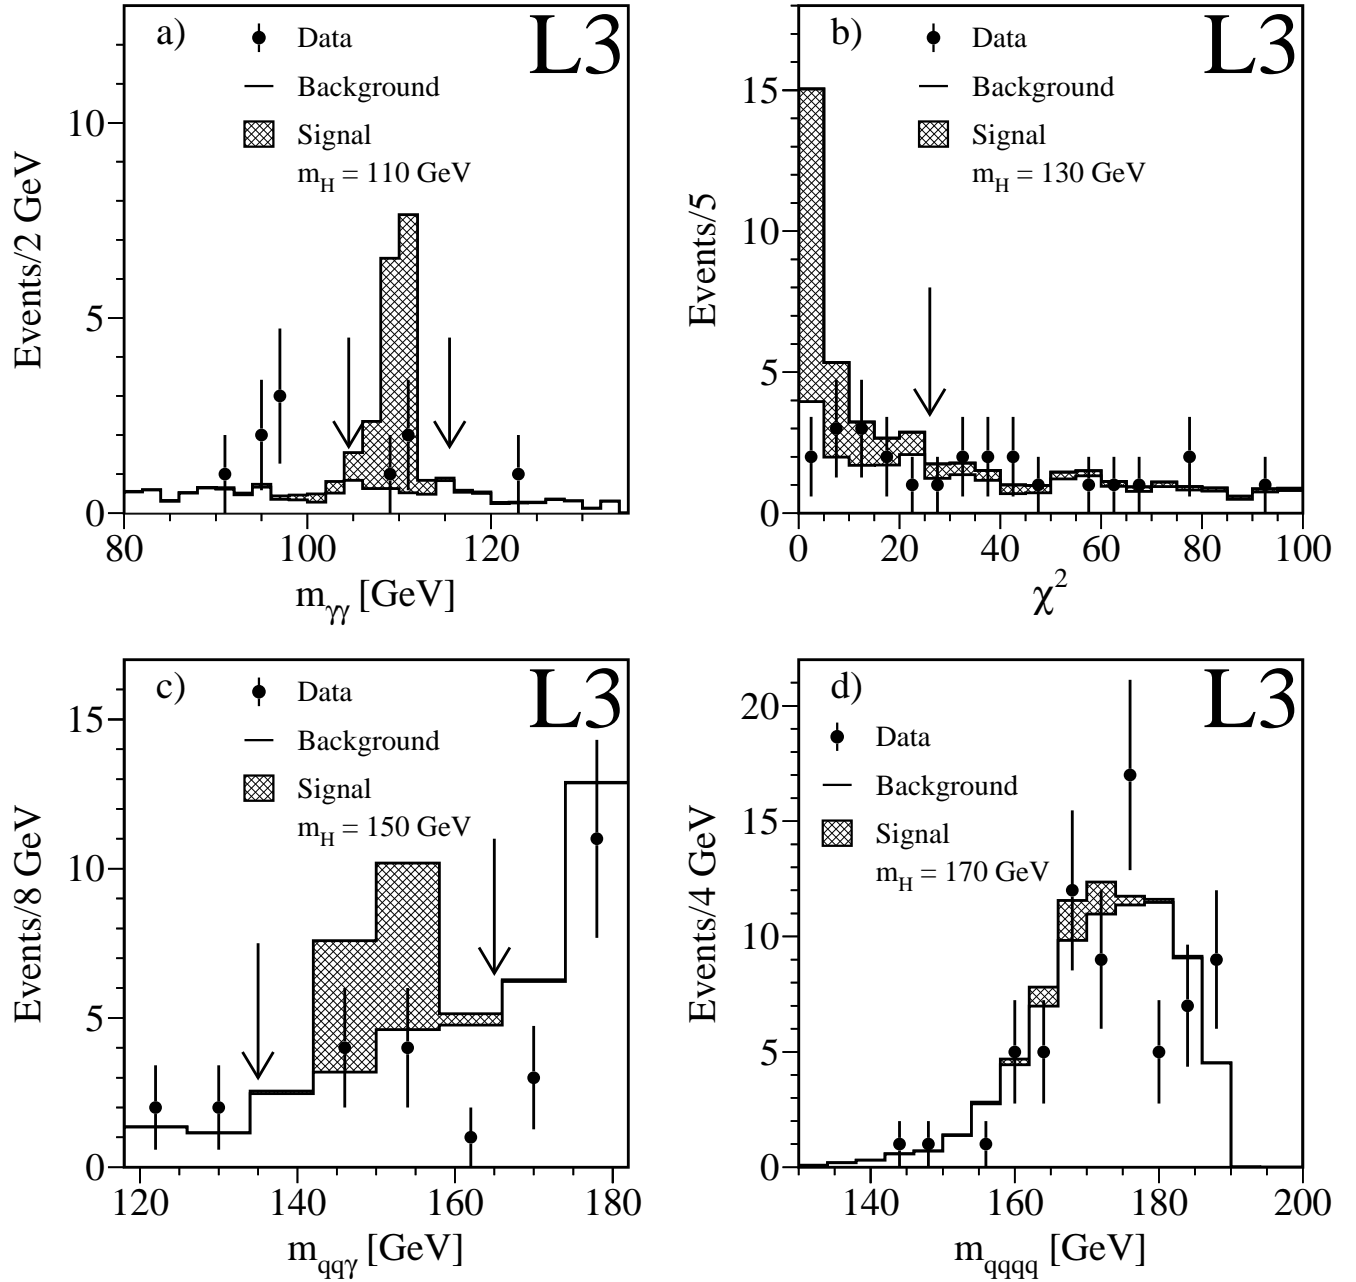 a)
L3
Data
Background
Signal
m_H = 110 GeV
Events/2 GeV
10
5
0
80
100
120
m_γγ [GeV]
b)
L3
Data
Background
Signal
m_H = 130 GeV
Events/5
15
10
5
0
0
20
40
60
80
100
χ²
c)
L3
Data
Background
Signal
m_H = 150 GeV
Events/8 GeV
15
10
5
0
120
140
160
180
m_qqγ [GeV]
d)
L3
Data
Background
Signal
m_H = 170 GeV
Events/4 GeV
20
15
10
5
0
140
160
180
200
m_qqqq [GeV]